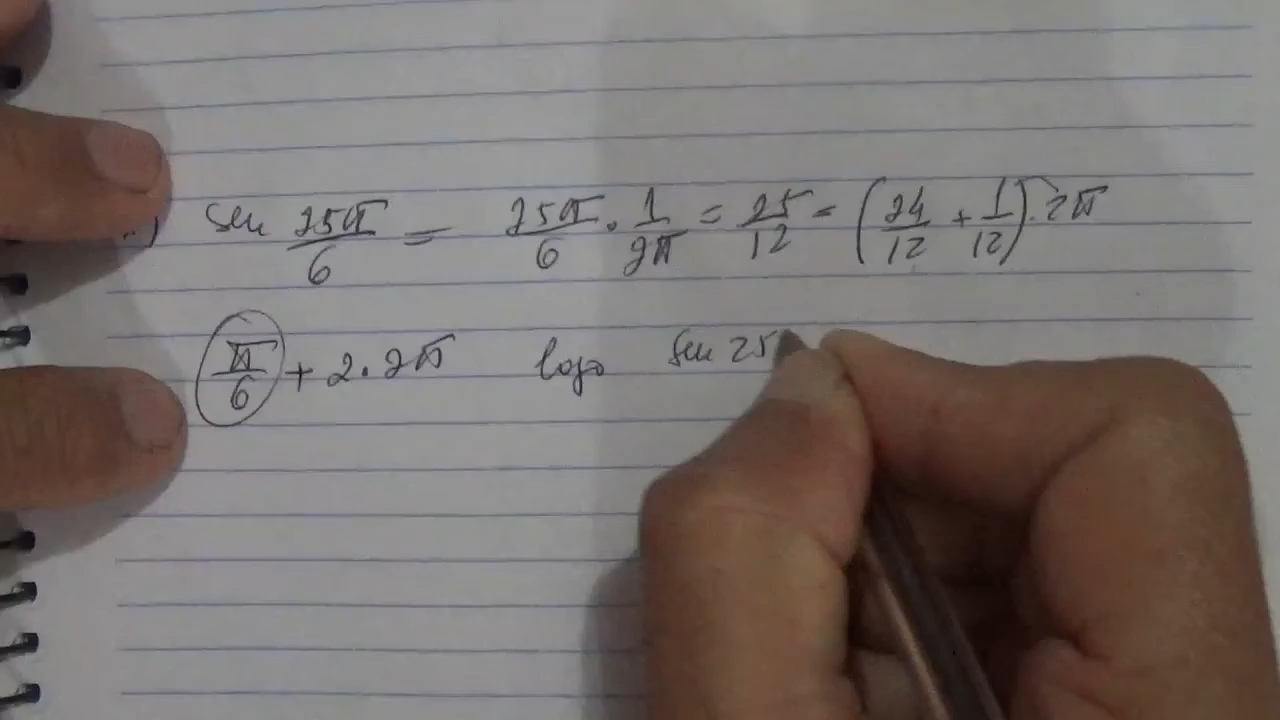 ) sen 25π/6 = 25π/6 . 1/2π = 25/12 = (24/12 + 1/12) . 2π
π/6 + 2 . 2π logo sen 25